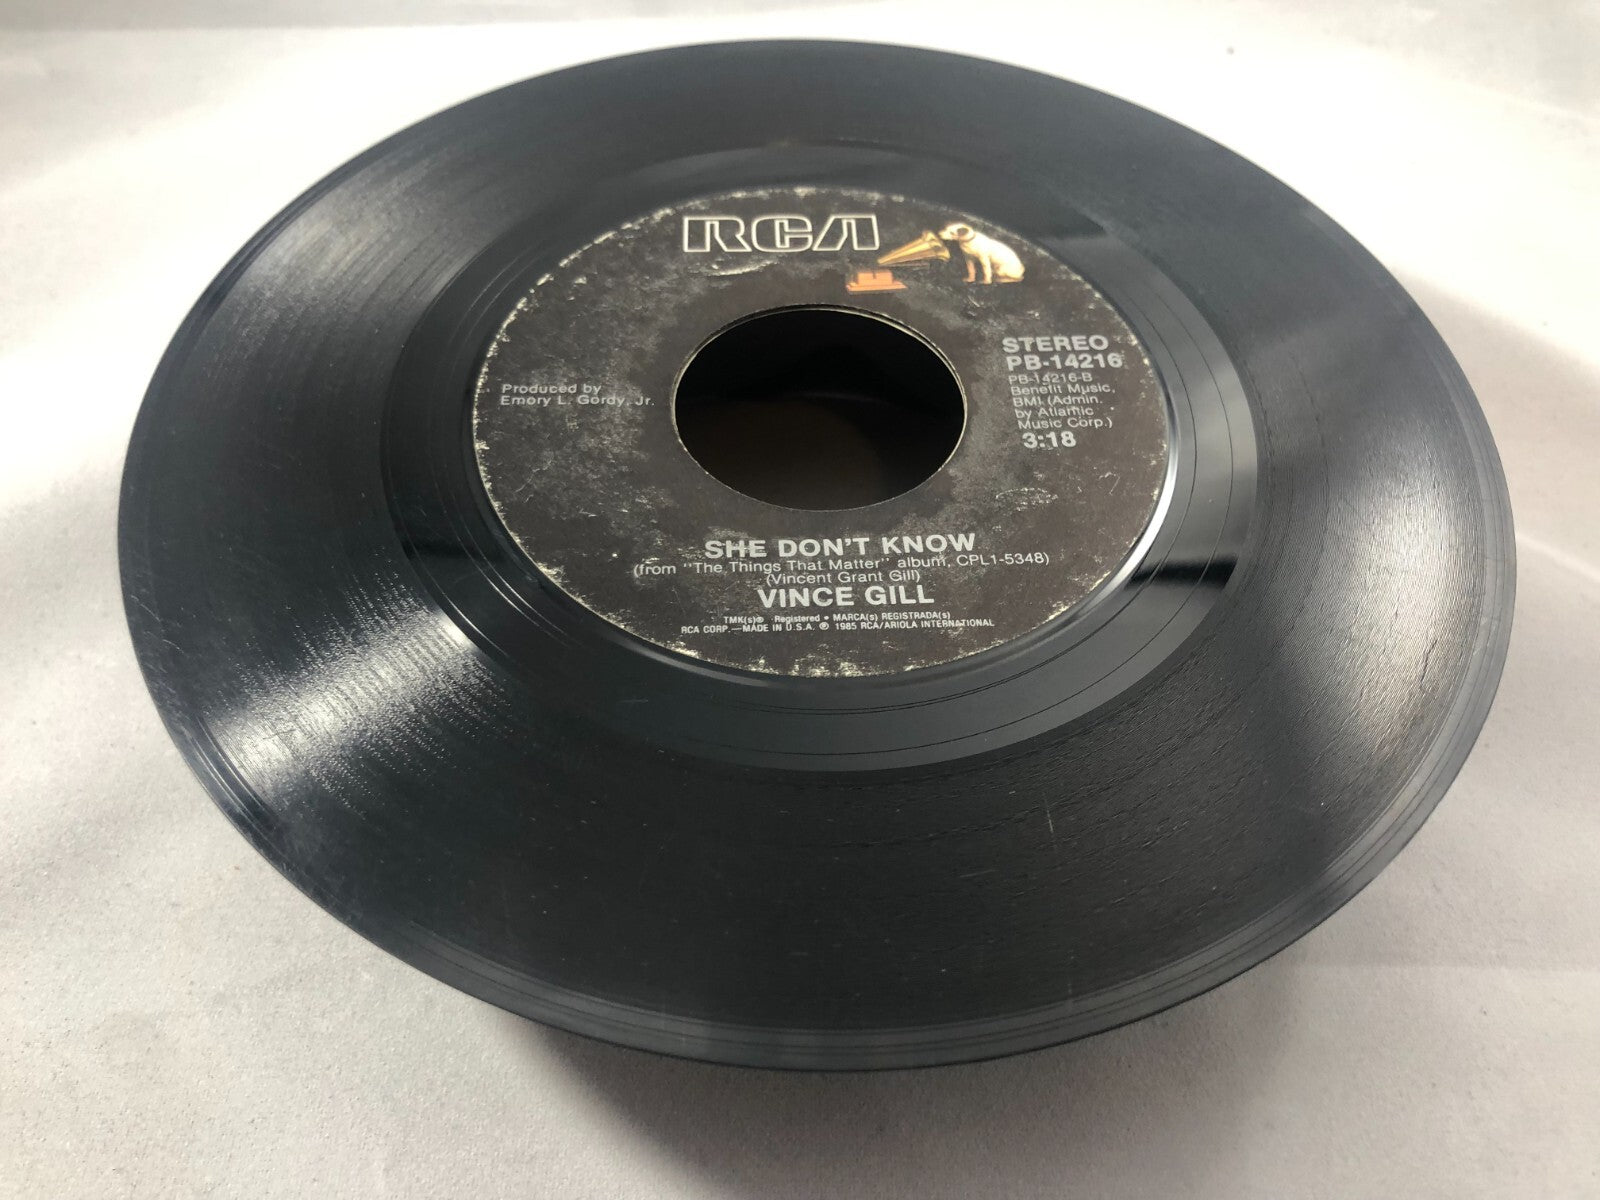 RCA
STEREO
PB-14216
PB-14216-B
Benefit Music,
BMI (Admin.
by Atlantic
Music Corp.)
3:18
Produced by
Emory L. Gordy, Jr.
SHE DON'T KNOW
(from "The Things That Matter" album, CPL1-5348)
(Vincent Grant Gill)
VINCE GILL
TMK(s)® Registered • MARCA(s) REGISTRADA(s)
RCA CORP.—MADE IN U.S.A. ℗ 1985 RCA/ARIOLA INTERNATIONAL